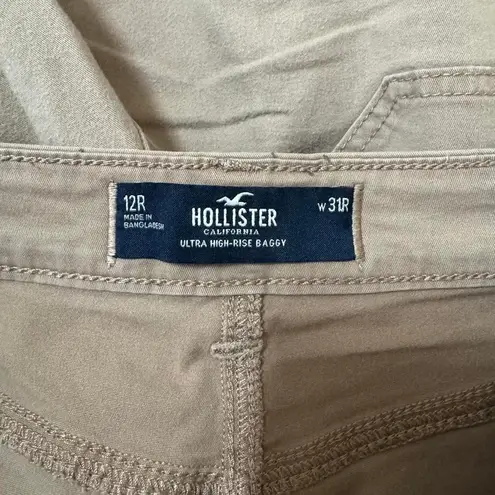 12R
MADE IN
BANGLADESH
HOLLISTER
CALIFORNIA
ULTRA HIGH-RISE BAGGY
W 31R